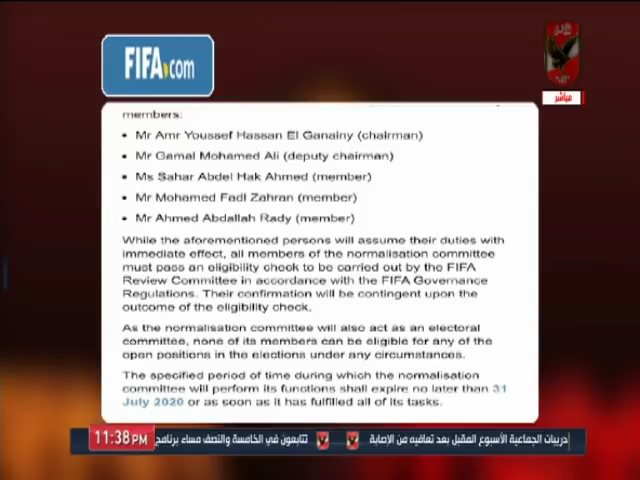 FIFA.com
مباشر
members:
• Mr Amr Youssef Hassan El Ganainy (chairman)
• Mr Gamal Mohamed Ali (deputy chairman)
• Ms Sahar Abdel Hak Ahmed (member)
• Mr Mohamed Fadl Zahran (member)
• Mr Ahmed Abdallah Rady (member)
While the aforementioned persons will assume their duties with
immediate effect, all members of the normalisation committee
must pass an eligibility check to be carried out by the FIFA
Review Committee in accordance with the FIFA Governance
Regulations. Their confirmation will be contingent upon the
outcome of the eligibility check.
As the normalisation committee will also act as an electoral
committee, none of its members can be eligible for any of the
open positions in the elections under any circumstances.
The specified period of time during which the normalisation
committee will perform its functions shall expire no later than 31
July 2020 or as soon as it has fulfilled all of its tasks.
11:38 PM
دريبات الجماعية الأسبوع المقبل بعد تعافيه من الإصابة تتابعون في الخامسة والنصف مساء برنامج